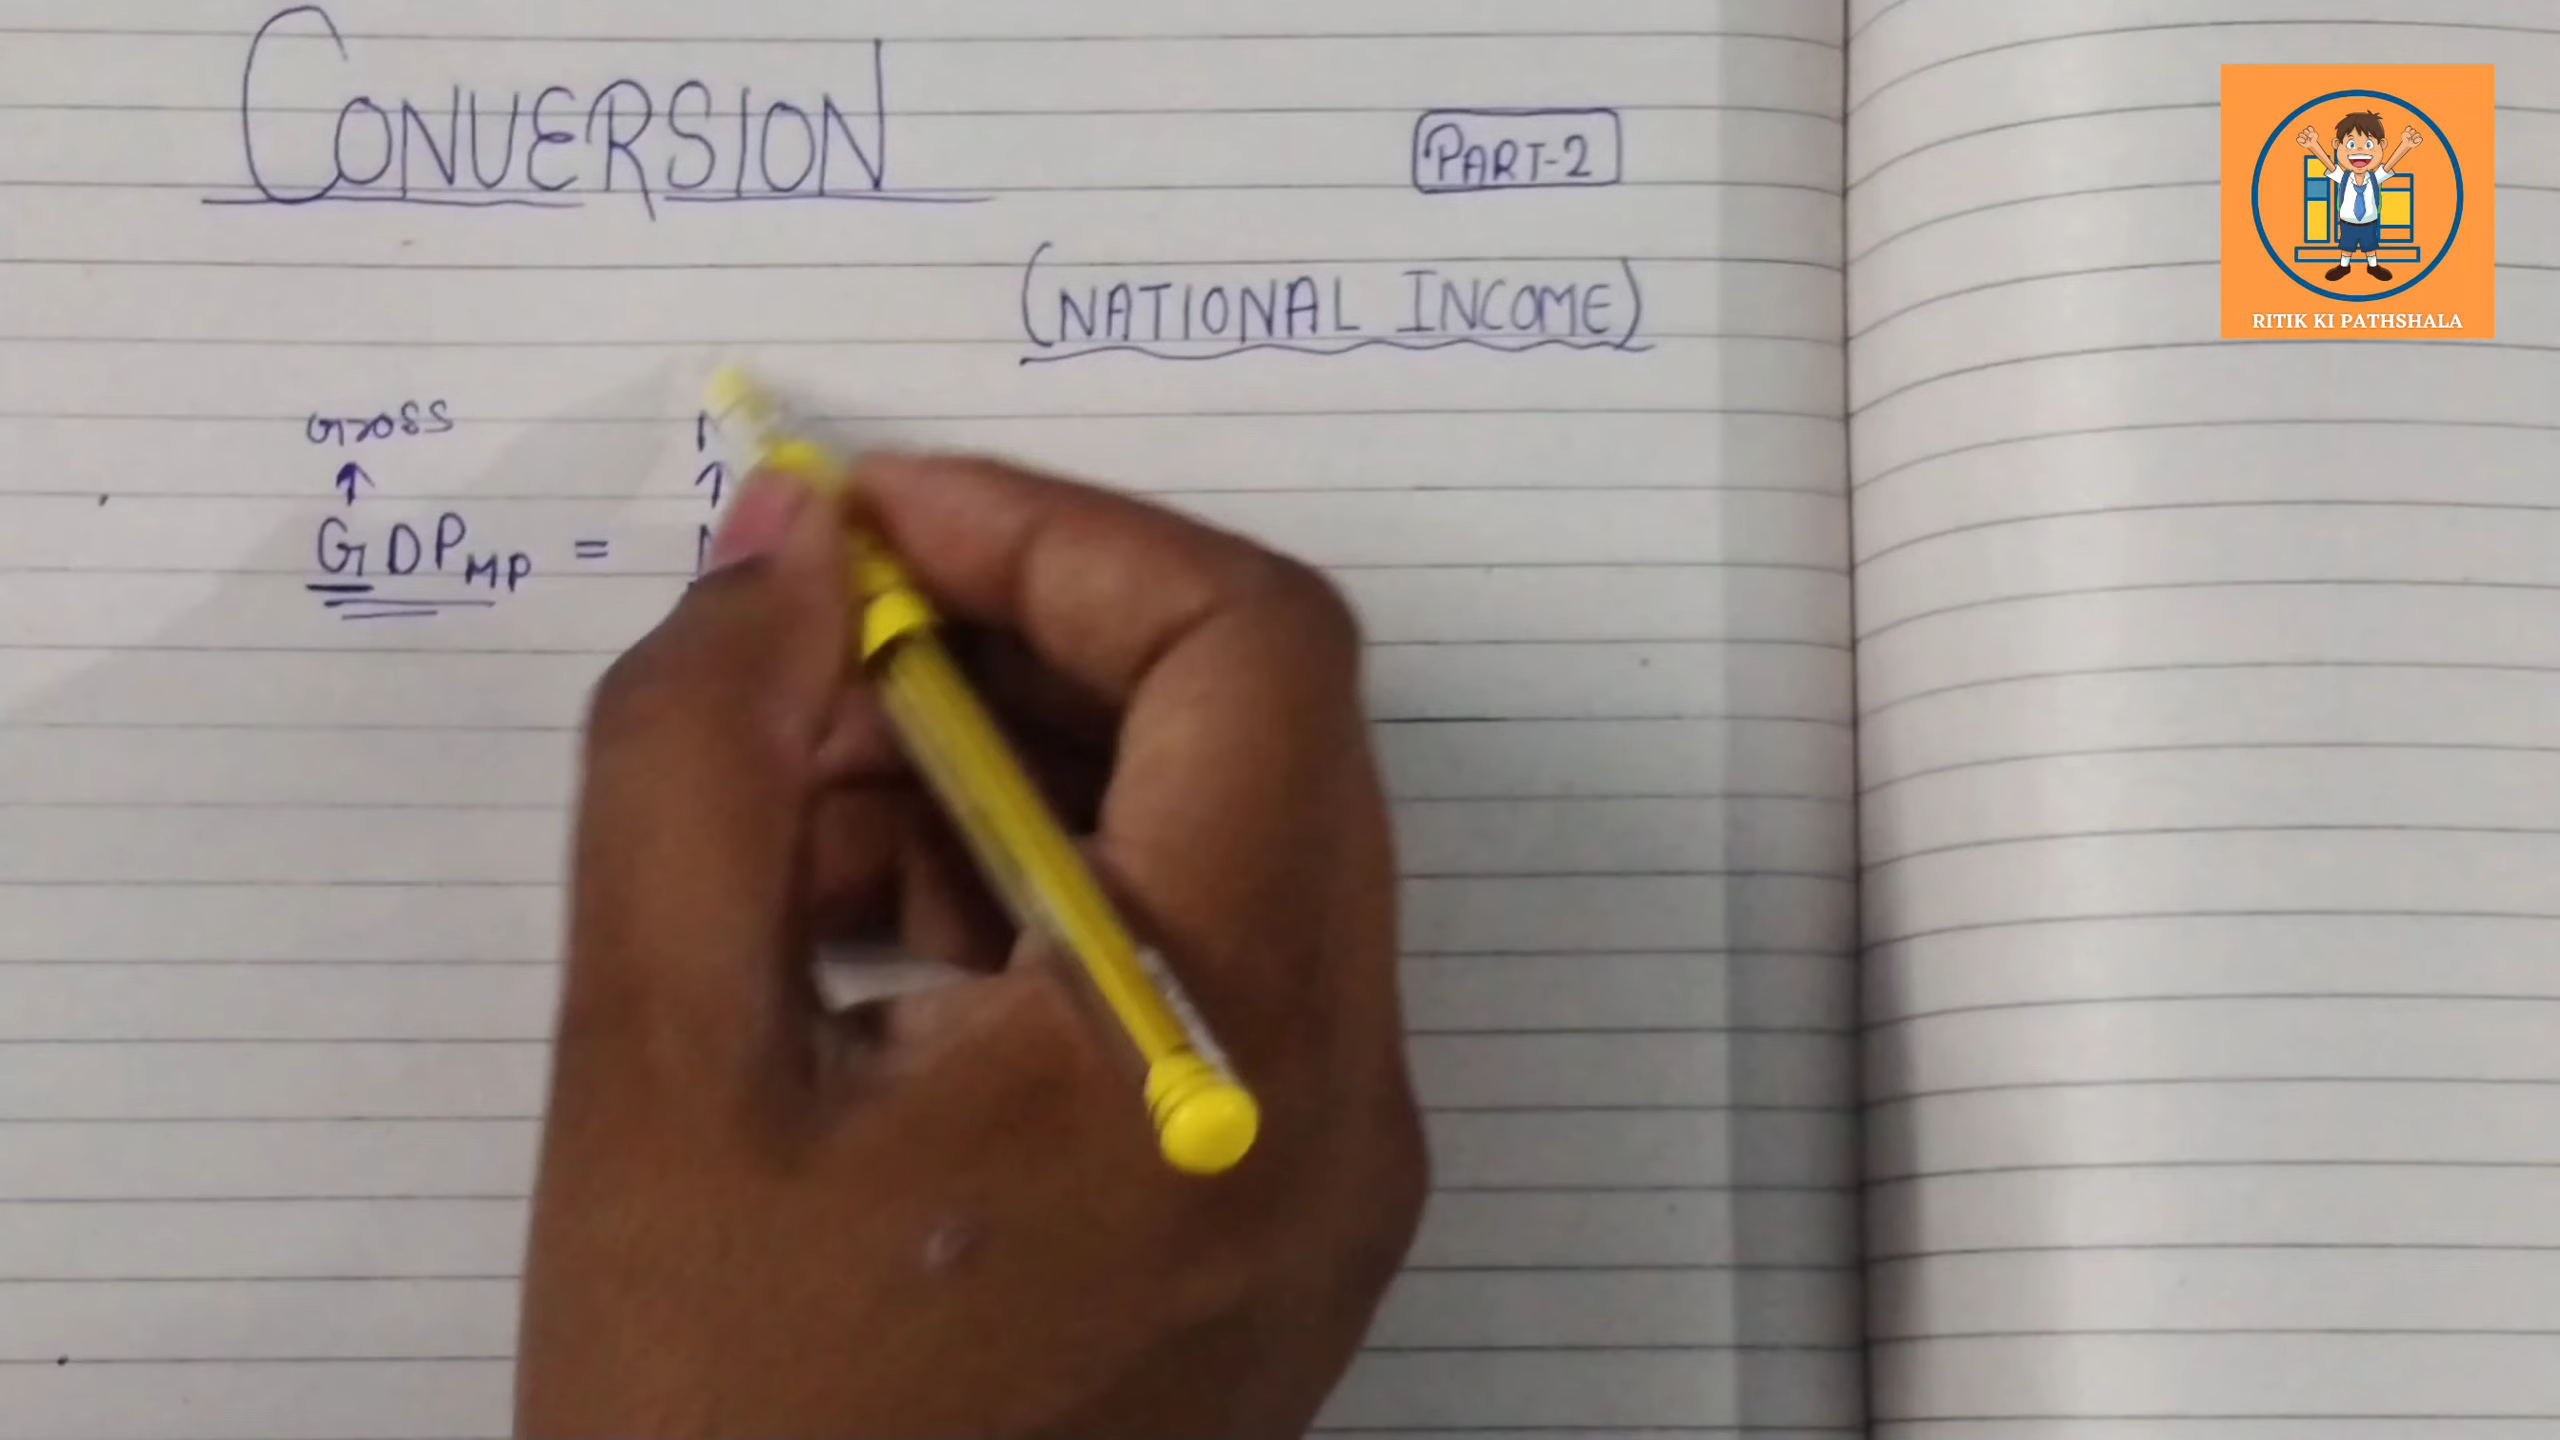 CONVERSION
PART-2
(NATIONAL INCOME)
Gross
↑ ↑
GDPMP =
RITIK KI PATHSHALA